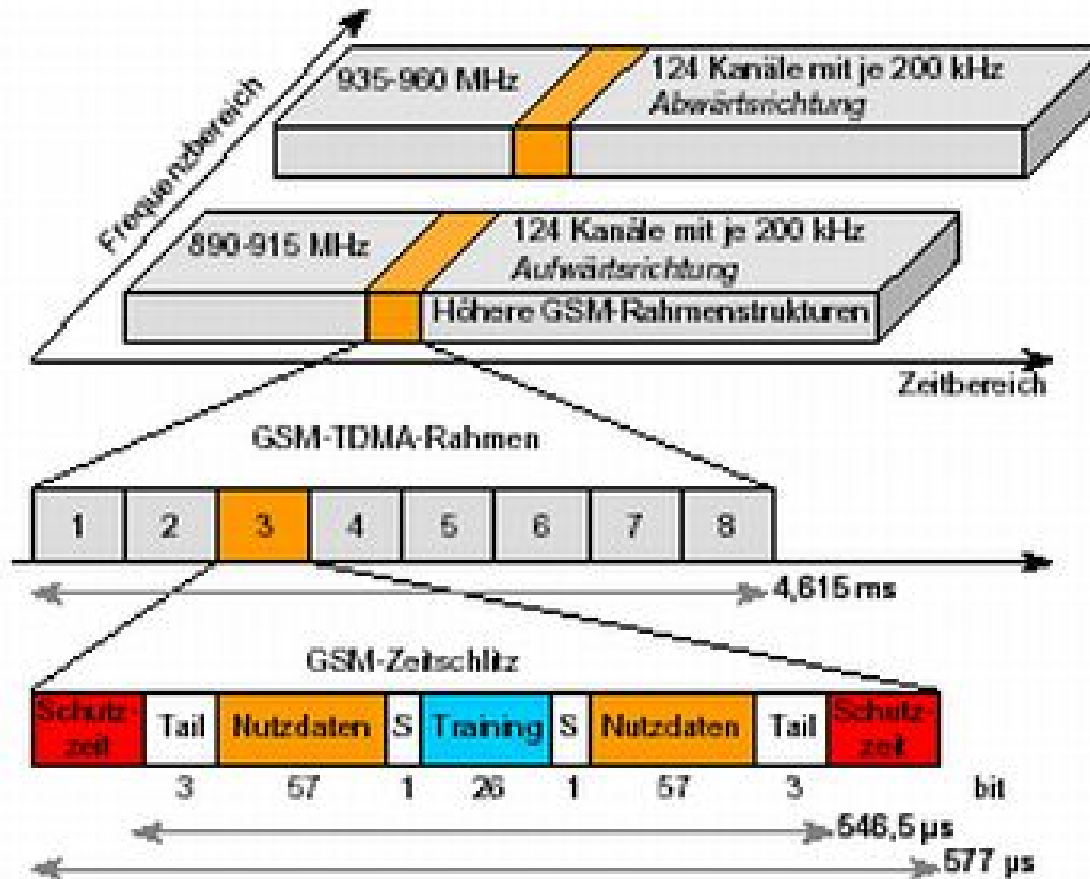 Frequenzbereich
935-960 MHz
124 Kanäle mit je 200 kHz
Abwärtsrichtung
890-915 MHz
124 Kanäle mit je 200 kHz
Aufwärtsrichtung
Höhere GSM-Rahmenstrukturen
Zeitbereich
GSM-TDMA-Rahmen
1 2 3 4 5 6 7 8
4,615 ms
GSM-Zeitschlitz
Schutz-
zeit
Tail Nutzdaten S Training S Nutzdaten Tail
Schutz-
zeit
3 57 1 26 1 57 3 bit
546,5 µs
577 µs